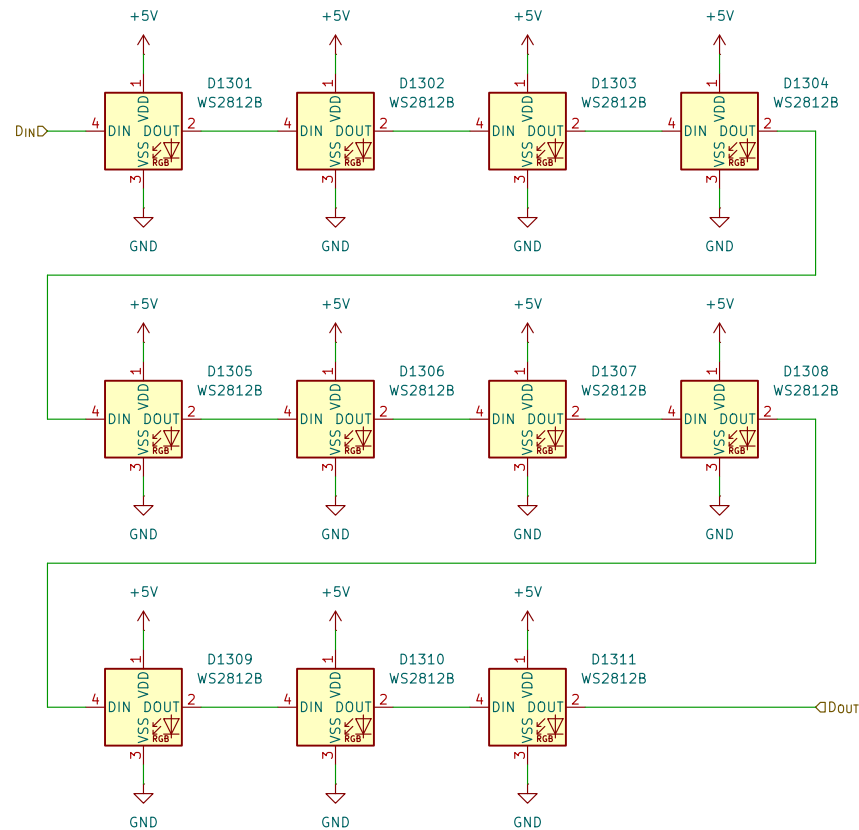 +5V +5V +5V +5V
D1301 D1302 D1303 D1304
WS2812B WS2812B WS2812B WS2812B
1 VDD 1 VDD 1 VDD 1 VDD
DIN 4 DIN DOUT 2 4 DIN DOUT 2 4 DIN DOUT 2 4 DIN DOUT 2
VSS RGB VSS RGB VSS RGB VSS RGB
3 3 3 3
GND GND GND GND
+5V +5V +5V +5V
D1305 D1306 D1307 D1308
WS2812B WS2812B WS2812B WS2812B
1 VDD 1 VDD 1 VDD 1 VDD
4 DIN DOUT 2 4 DIN DOUT 2 4 DIN DOUT 2 4 DIN DOUT 2
VSS RGB VSS RGB VSS RGB VSS RGB
3 3 3 3
GND GND GND GND
+5V +5V +5V
D1309 D1310 D1311
WS2812B WS2812B WS2812B
1 VDD 1 VDD 1 VDD
4 DIN DOUT 2 4 DIN DOUT 2 4 DIN DOUT 2 DOUT
VSS RGB VSS RGB VSS RGB
3 3 3
GND GND GND